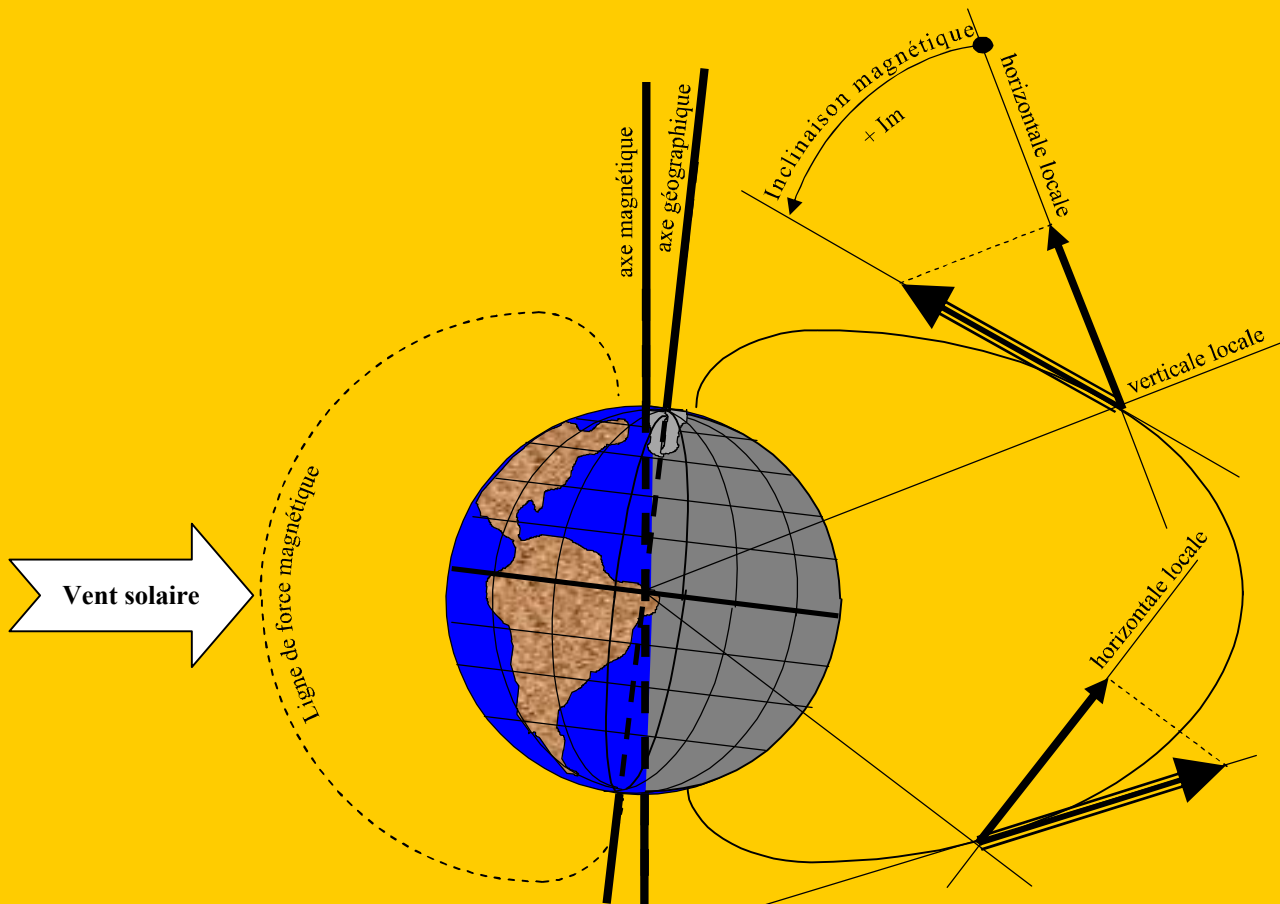 Inclinaison magnétique
+ Im
horizontale locale
axe magnétique
axe géographique
verticale locale
Ligne de force magnétique
Vent solaire
horizontale locale